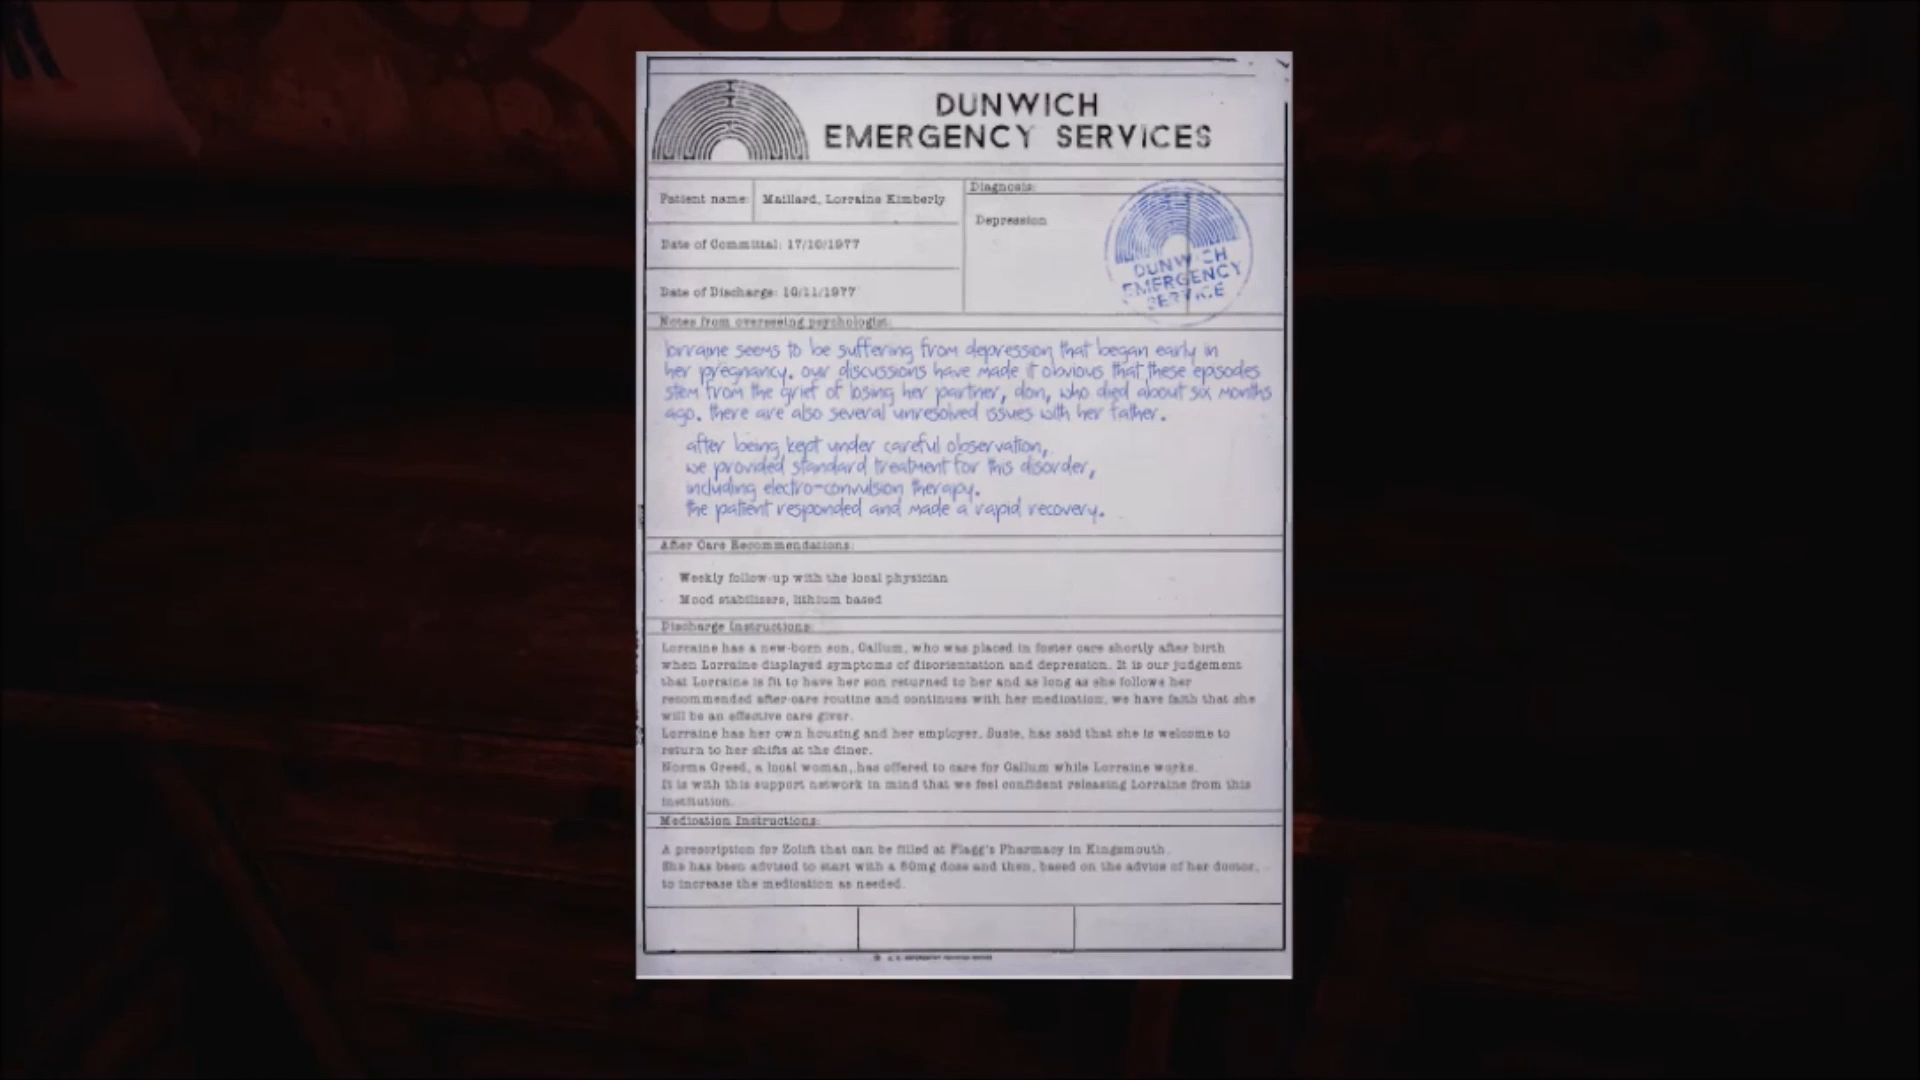 DUNWICH
EMERGENCY SERVICES
Patient name: Maillard, Lorraine Kimberly
Date of Committal: 17/10/1977
Date of Discharge: 10/11/1977
Diagnosis:
Depression
DUNWICH
EMERGENCY
SERVICE
Notes from overseeing psychologist:
lorraine seems to be suffering from depression that began early in
her pregnancy. our discussions have made it obvious that these episodes
stem from the grief of losing her partner, don, who died about six months
ago. there are also several unresolved issues with her father.
after being kept under careful observation,
we provided standard treatment for this disorder,
including electro-convulsion therapy.
the patient responded and made a rapid recovery.
After Care Recommendations:
- Weekly follow-up with the local physician
- Mood stabilisers, lithium based
Discharge Instructions:
Lorraine has a new-born son, Callum, who was placed in foster care shortly after birth
when Lorraine displayed symptoms of disorientation and depression. It is our judgement
that Lorraine is fit to have her son returned to her and as long as she follows her
recommended after-care routine and continues with her medication, we have faith that she
will be an effective care giver.
Lorraine has her own housing and her employer, Susie, has said that she is welcome to
return to her shifts at the diner.
Norma Creed, a local woman, has offered to care for Callum while Lorraine works.
It is with this support network in mind that we feel confident releasing Lorraine from this
institution.
Medication Instructions:
A prescription for Zolift that can be filled at Flagg's Pharmacy in Kingsmouth.
She has been advised to start with a 50mg dose and then, based on the advice of her doctor,
to increase the medication as needed.